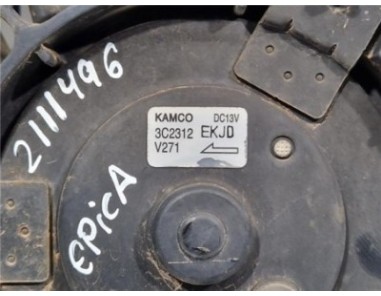 2111496
EPicA
KAMCO DC13V
3C2312 EKJD
V271